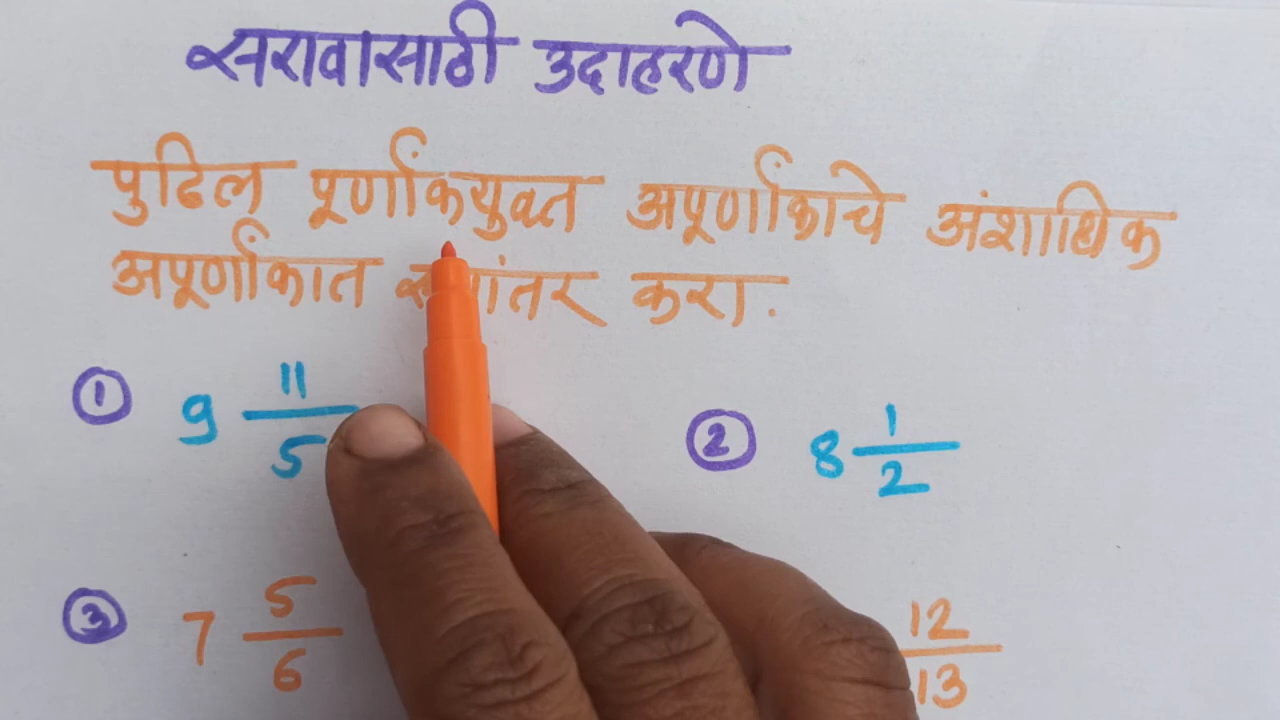 सरावासाठी उदाहरणे
पुढिल पूर्णांकयुक्त अपूर्णांकाचे अंशाधिक
अपूर्णांकात करा.
① 9 11/5
② 8 1/2
③ 7 5/6
12/13